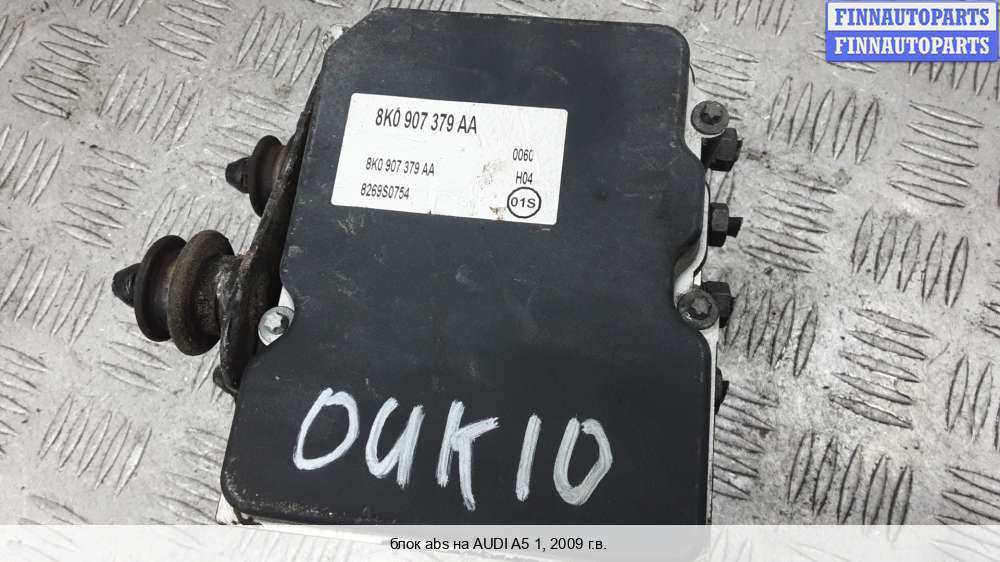 FINNAUTOPARTS
FINNAUTOPARTS
8K0 907 379 AA
8K0 907 379 AA 0060
8269S0754 H04
01S
OUK10
блок abs на AUDI A5 1, 2009 г.в.